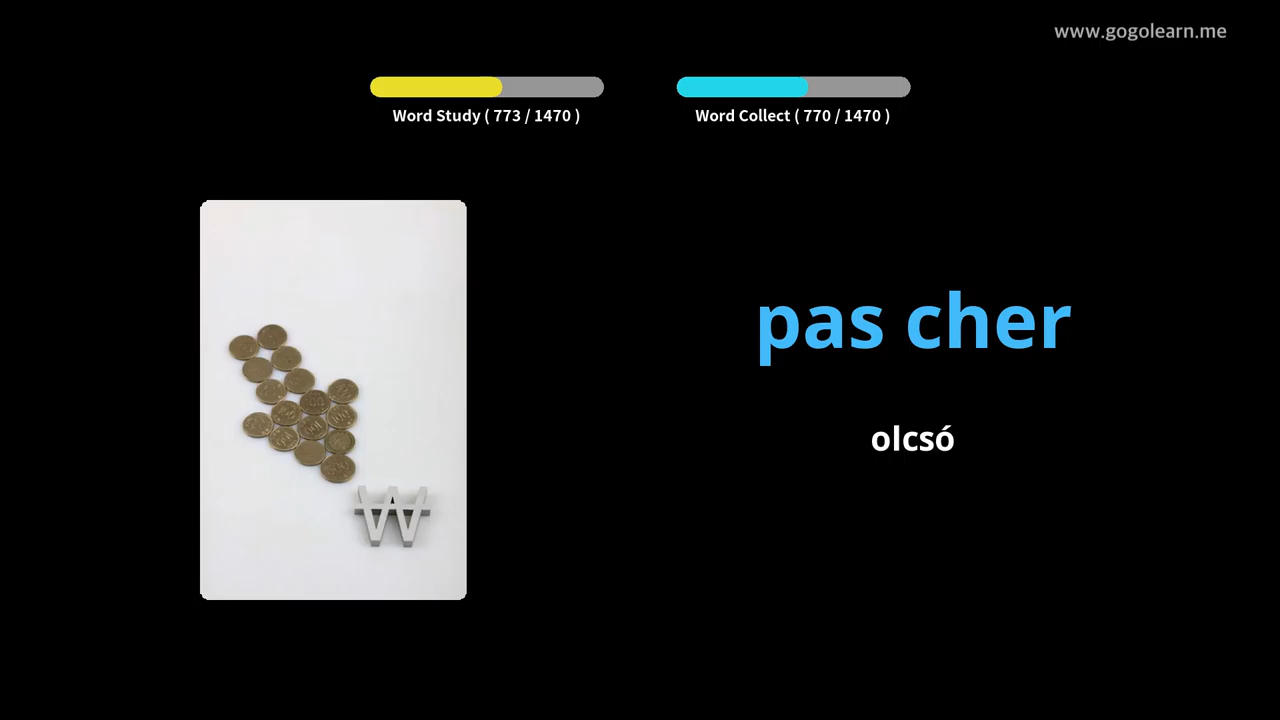 www.gogolearn.me
Word Study ( 773 / 1470 )
Word Collect ( 770 / 1470 )
pas cher
olcsó
₩